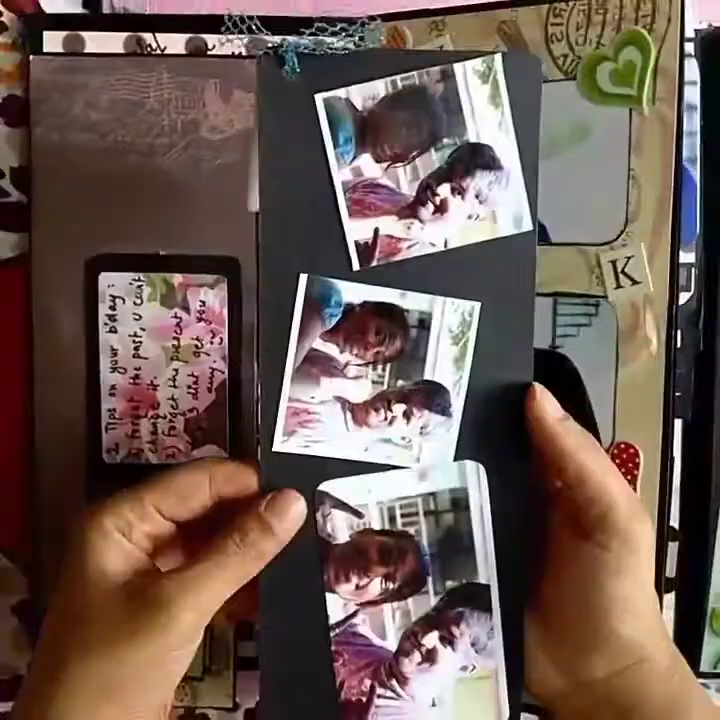 2 Tips on your b'day:
1) forget the past, u can't
change it.
2) forget the present
I didn't get you
any.
K